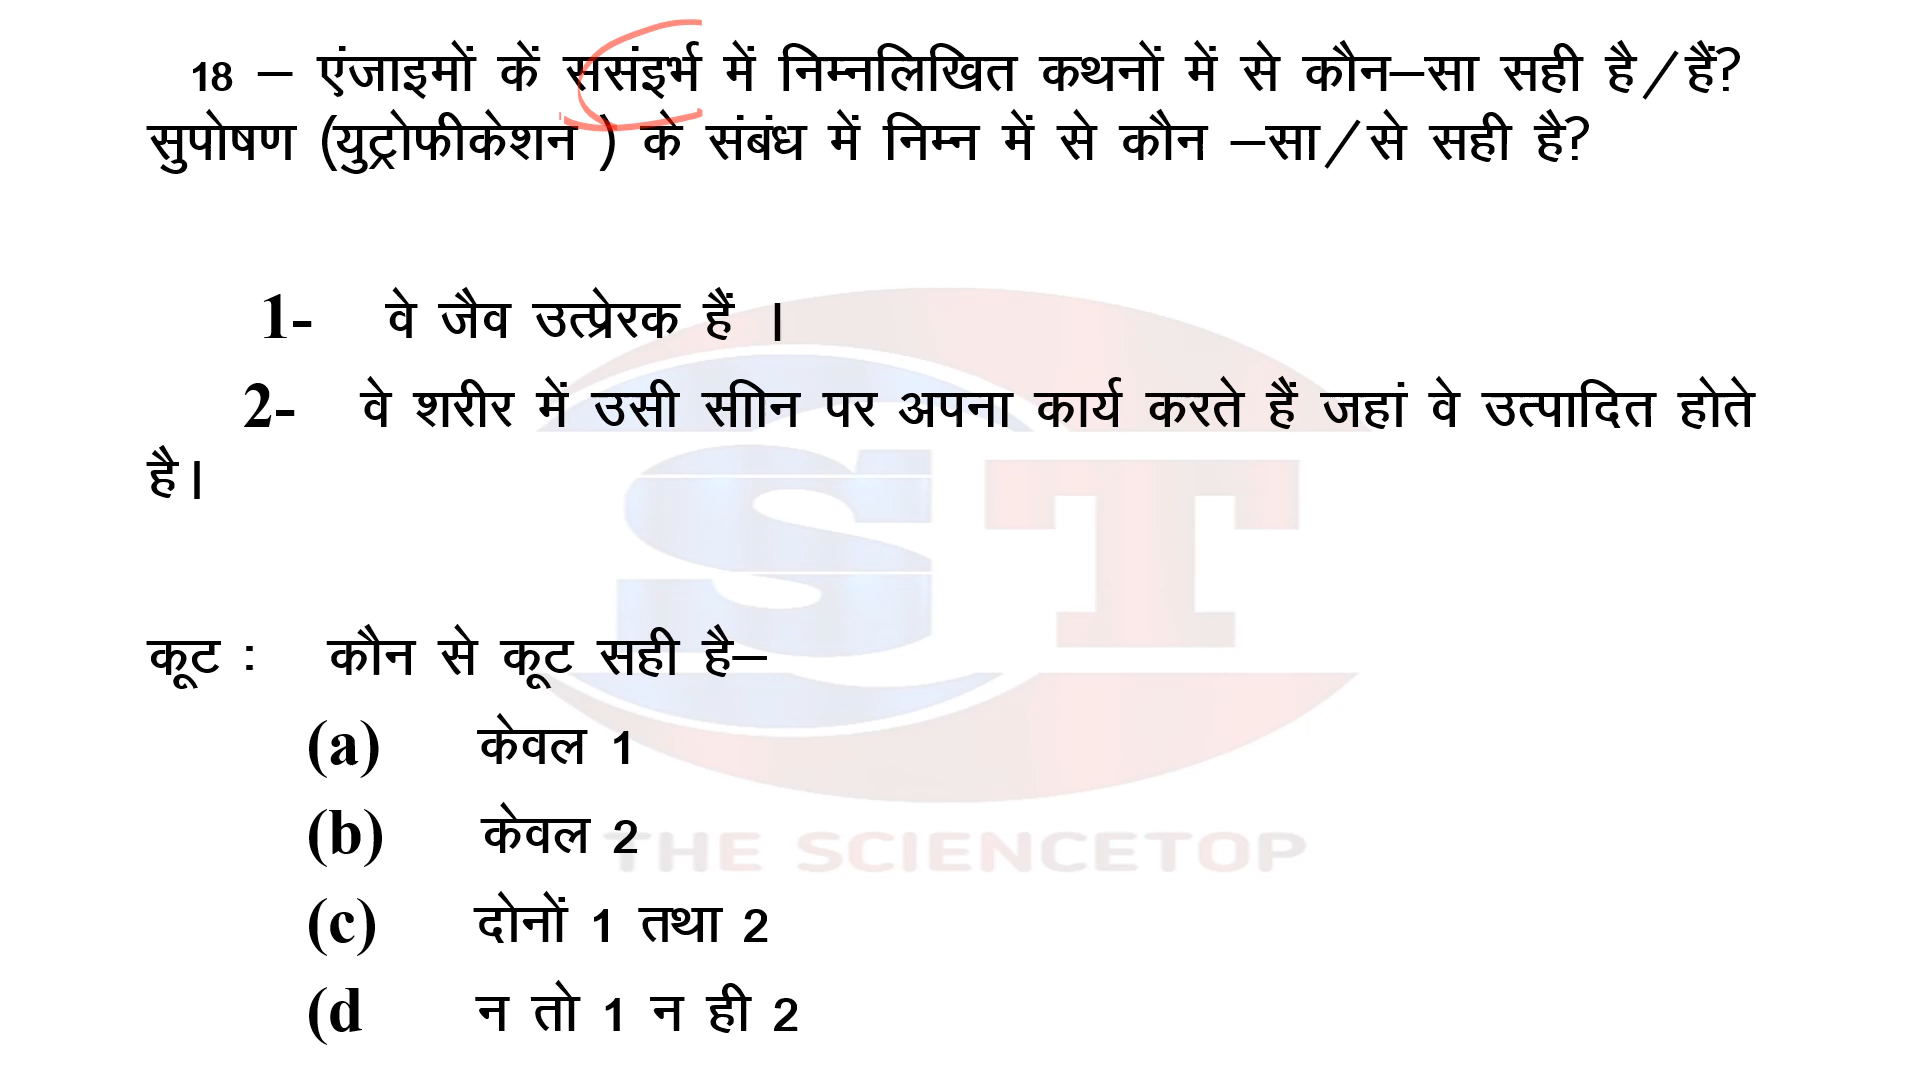 18 – एंजाइमों कें ससंइर्भ में निम्नलिखित कथनों में से कौन–सा सही है/हैं?
सुपोषण (युट्रोफीकेशन ) के संबंध में निम्न में से कौन –सा/से सही है?
1- वे जैव उत्प्रेरक हैं ।
2- वे शरीर में उसी सीान पर अपना कार्य करते हैं जहां वे उत्पादित होते
है।
कूट : कौन से कूट सही है–
(a) केवल 1
(b) केवल 2
(c) दोनों 1 तथा 2
(d न तो 1 न ही 2
ST
THE SCIENCETOP